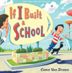 If I Built
a
School
Chris Van Dusen